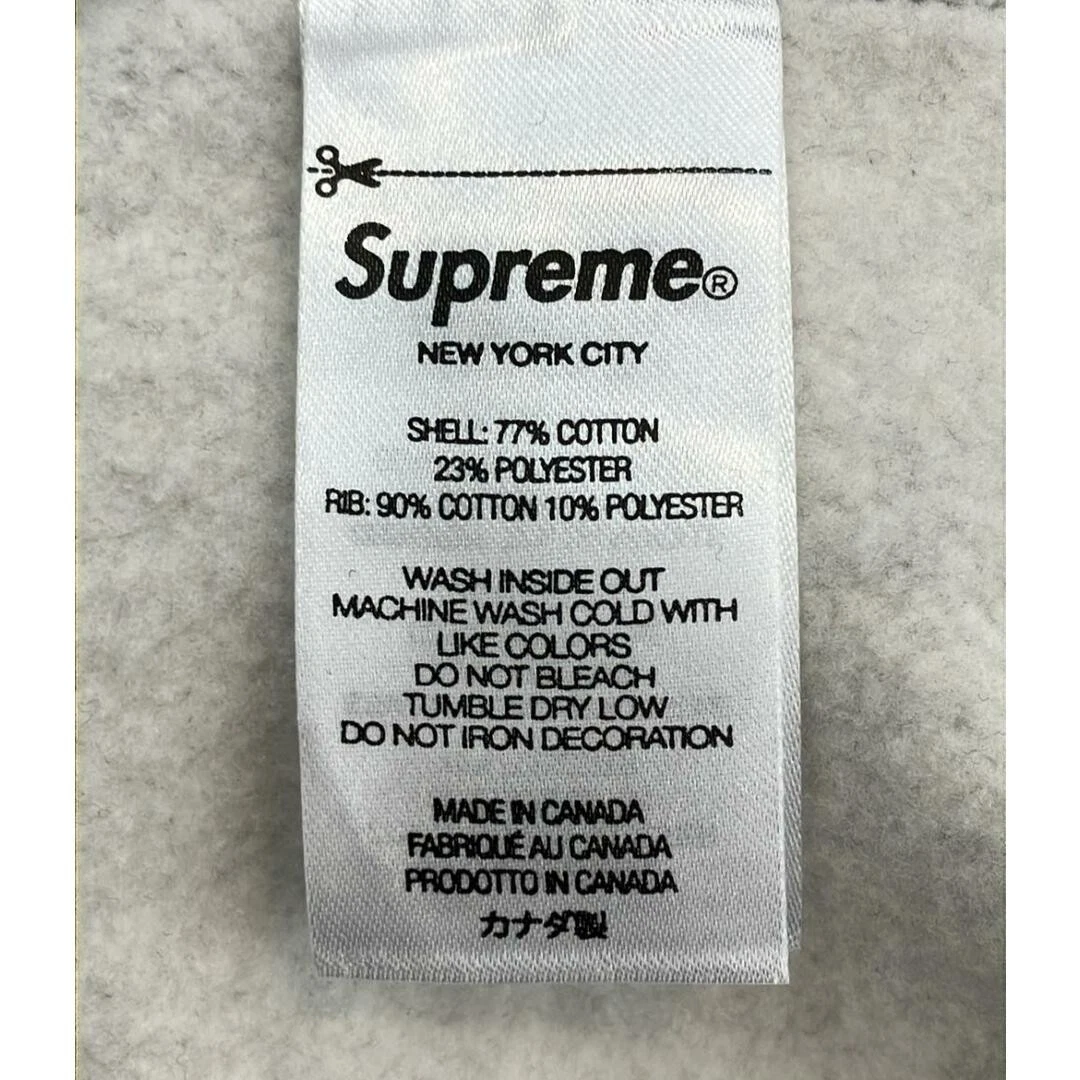 Supreme®
NEW YORK CITY
SHELL: 77% COTTON
23% POLYESTER
RIB: 90% COTTON 10% POLYESTER
WASH INSIDE OUT
MACHINE WASH COLD WITH
LIKE COLORS
DO NOT BLEACH
TUMBLE DRY LOW
DO NOT IRON DECORATION
MADE IN CANADA
FABRIQUÉ AU CANADA
PRODOTTO IN CANADA
カナダ製